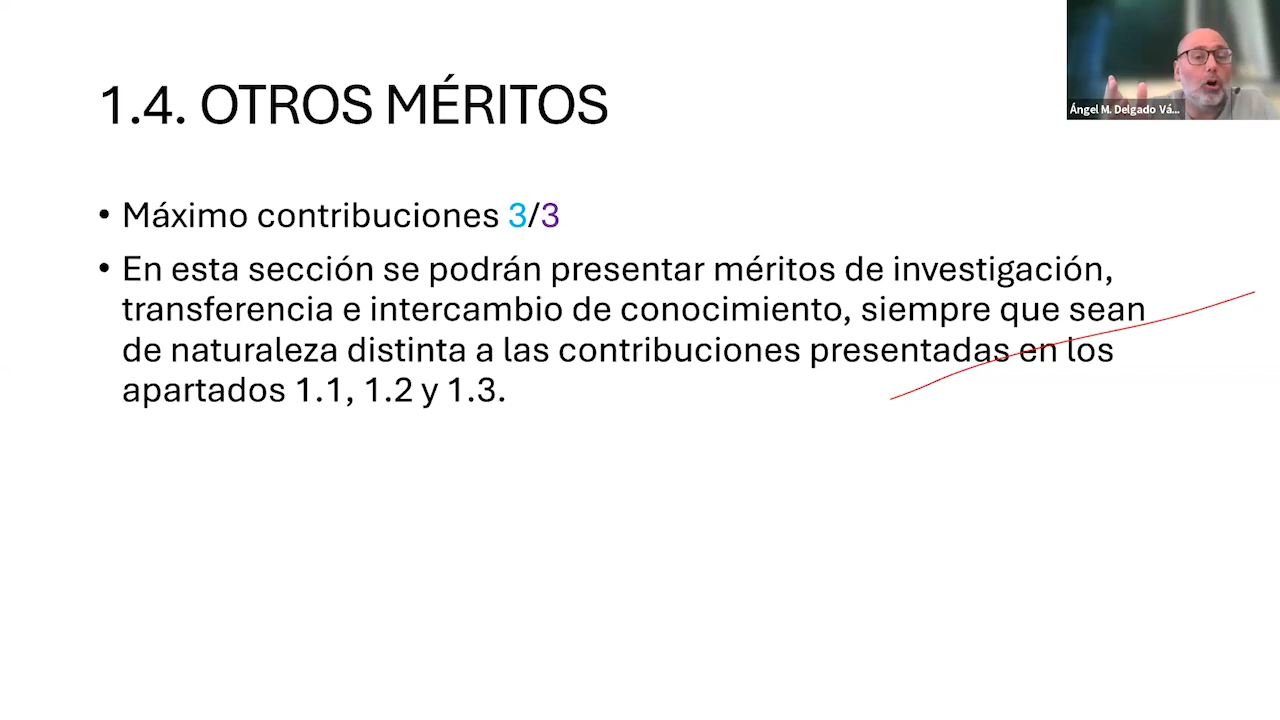 1.4. OTROS MÉRITOS
Ángel M. Delgado Vá...
• Máximo contribuciones 3/3
• En esta sección se podrán presentar méritos de investigación,
transferencia e intercambio de conocimiento, siempre que sean
de naturaleza distinta a las contribuciones presentadas en los
apartados 1.1, 1.2 y 1.3.